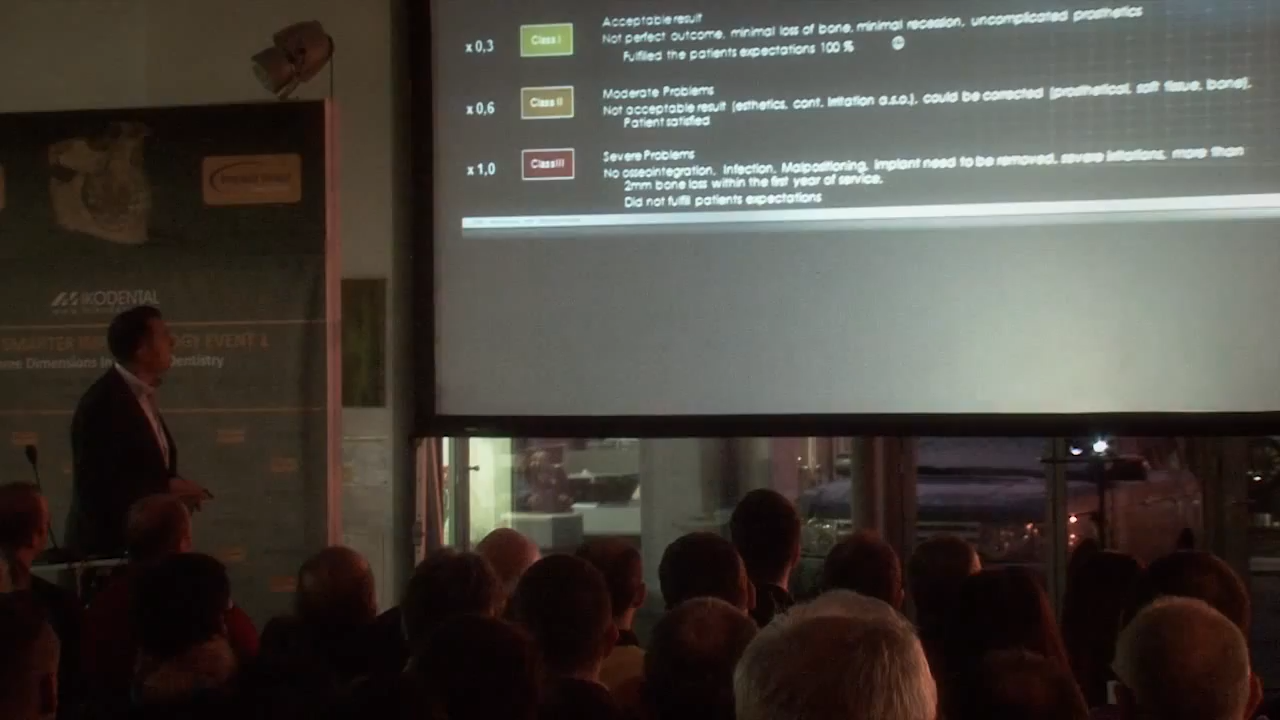 x 0,3
Class I
Acceptable result
Not perfect outcome, minimal loss of bone, minimal recession, uncomplicated prosthetics
Fulfilled the patients expectations 100 %
x 0,6
Class II
Moderate Problems
Not acceptable result (esthetics, cont. irritation a.s.o.), could be corrected (prosthetical, soft tissue, bone),
Patient satisfied
x 1,0
Class III
Severe Problems
No osseointegration, Infection, Malpositioning, Implant need to be removed, severe irritations, more than
2mm bone loss within the first year of service,
Did not fulfill patients expectations
IKODENTAL
SMARTER EVENT
Dimensions In Dentistry